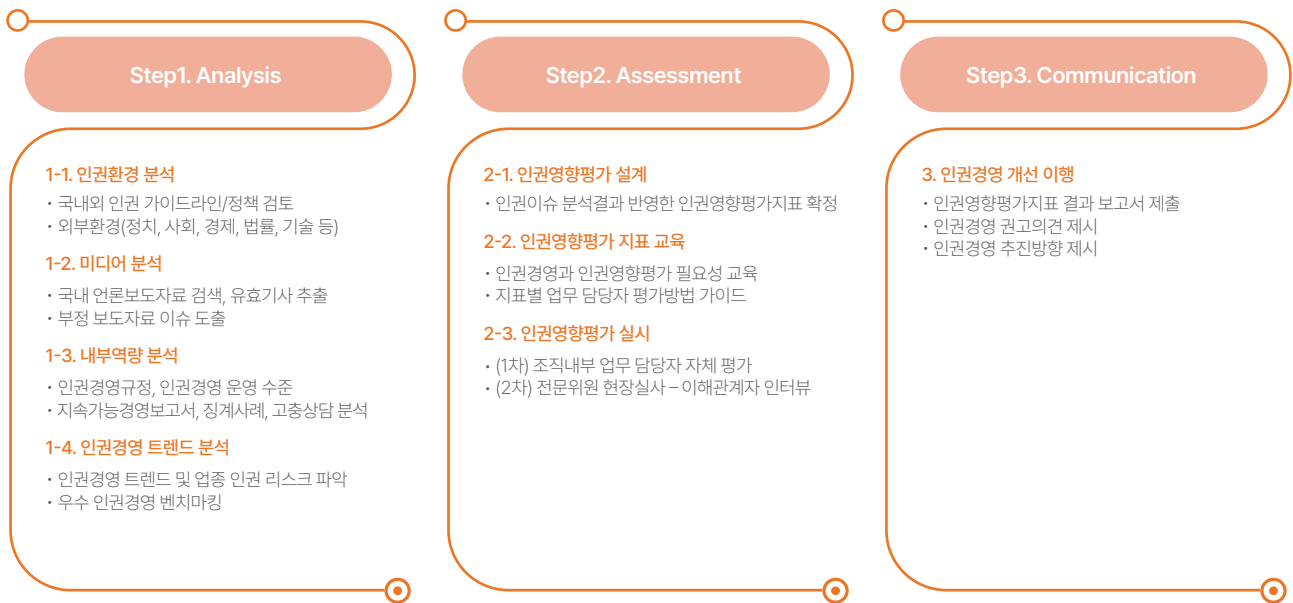 Step1. Analysis
1-1. 인권환경 분석
• 국내외 인권 가이드라인/정책 검토
• 외부환경(정치, 사회, 경제, 법률, 기술 등)
1-2. 미디어 분석
• 국내 언론보도자료 검색, 유효기사 추출
• 부정 보도자료 이슈 도출
1-3. 내부역량 분석
• 인권경영규정, 인권경영 운영 수준
• 지속가능경영보고서, 징계사례, 고충상담 분석
1-4. 인권경영 트렌드 분석
• 인권경영 트렌드 및 업종 인권 리스크 파악
• 우수 인권경영 벤치마킹
Step2. Assessment
2-1. 인권영향평가 설계
• 인권이슈 분석결과 반영한 인권영향평가지표 확정
2-2. 인권영향평가 지표 교육
• 인권경영과 인권영향평가 필요성 교육
• 지표별 업무 담당자 평가방법 가이드
2-3. 인권영향평가 실시
• (1차) 조직내부 업무 담당자 자체 평가
• (2차) 전문위원 현장실사 – 이해관계자 인터뷰
Step3. Communication
3. 인권경영 개선 이행
• 인권영향평가지표 결과 보고서 제출
• 인권경영 권고의견 제시
• 인권경영 추진방향 제시